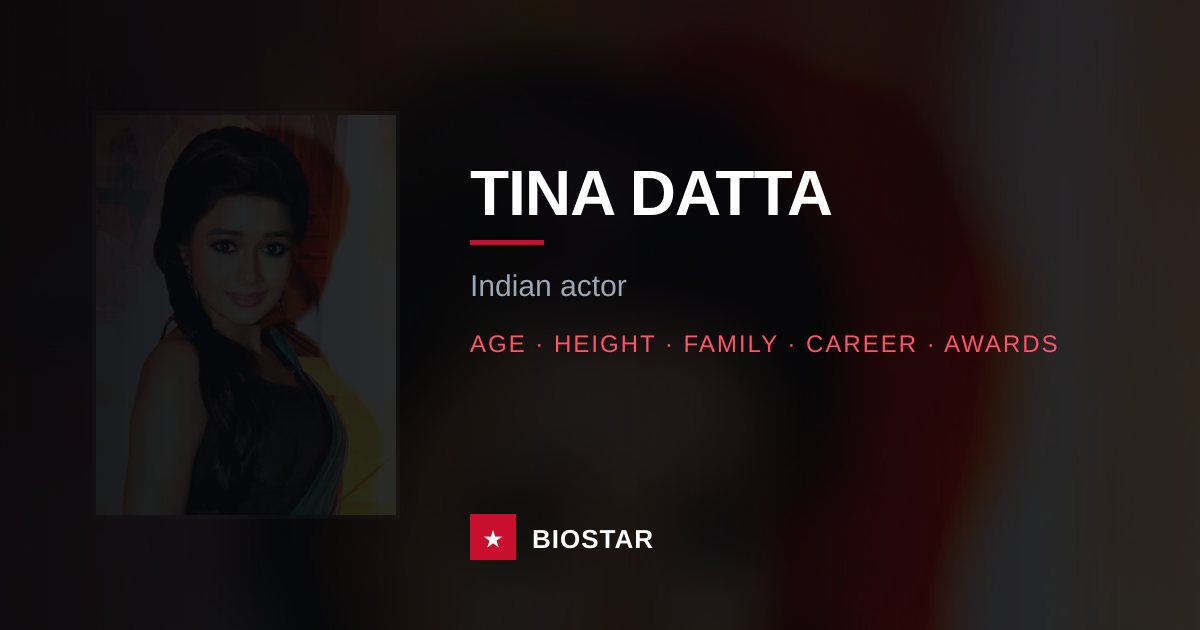 TINA DATTA
Indian actor
AGE · HEIGHT · FAMILY · CAREER · AWARDS
★ BIOSTAR